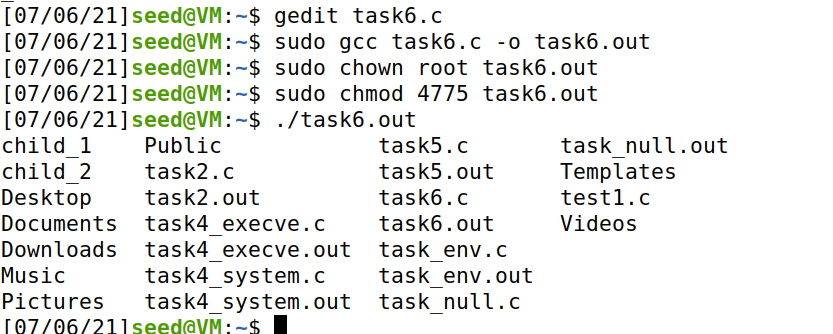 [07/06/21]seed@VM:~$ gedit task6.c
[07/06/21]seed@VM:~$ sudo gcc task6.c -o task6.out
[07/06/21]seed@VM:~$ sudo chown root task6.out
[07/06/21]seed@VM:~$ sudo chmod 4775 task6.out
[07/06/21]seed@VM:~$ ./task6.out
child_1    Public            task5.c       task_null.out
child_2    task2.c           task5.out     Templates
Desktop    task2.out         task6.c       test1.c
Documents  task4_execve.c    task6.out     Videos
Downloads  task4_execve.out  task_env.c
Music      task4_system.c    task_env.out
Pictures   task4_system.out  task_null.c
[07/06/21]seed@VM:~$